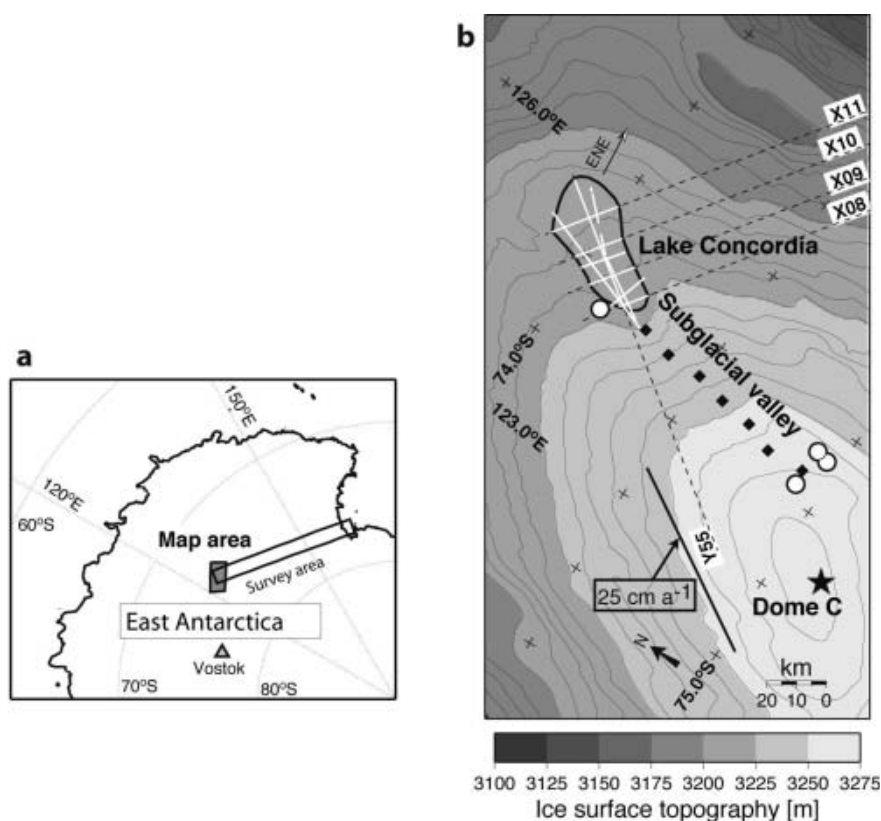 a
150°E
120°E
60°S
Map area
Survey area
East Antarctica
Vostok
70°S
80°S
b
126.0°E
ENE
X11
X10
X09
X08
Lake Concordia
Subglacial valley
74.0°S
123.0°E
Y55
25 cm a-1
Dome C
N
75.0°S
km
20 10 0
3100 3125 3150 3175 3200 3225 3250 3275
Ice surface topography [m]